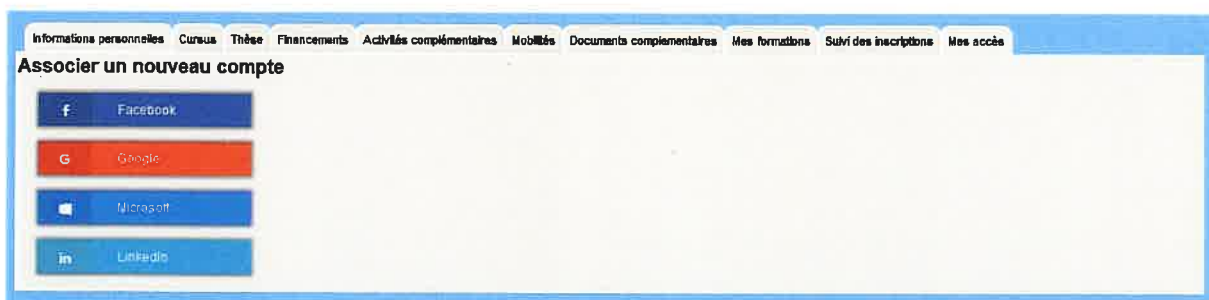 Informations personnelles Cursus Thèse Financements Activités complémentaires Mobilités Documents complementaires Mes formations Suivi des inscriptions Mes accès
Associer un nouveau compte
f Facebook
G Google
Microsoft
in LinkedIn